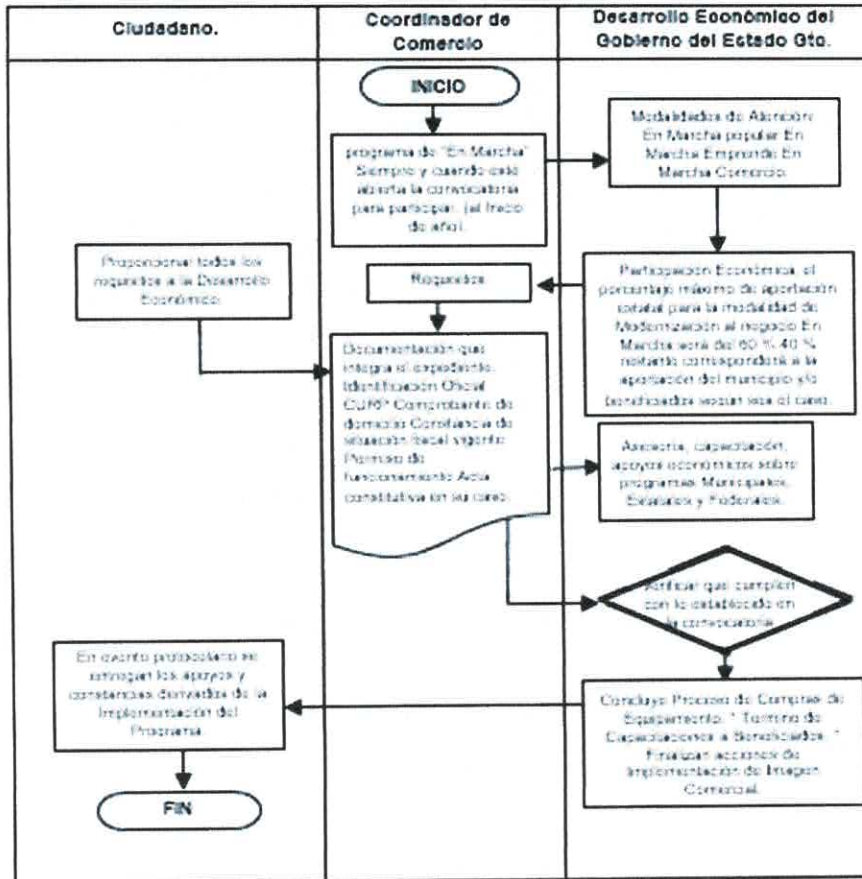 Ciudadano.
Coordinador de
Comercio
Desarrollo Económico del
Gobierno del Estado Gto.
INICIO
programa de "En Marcha"
Siempre y cuando esté
abierta la convocatoria
para participar. (al Inicio
de año).
Modalidades de Atención:
En Marcha popular En
Marcha Emprende En
Marcha Comercio.
Proporcionar todos los
requisitos a la Desarrollo
Económico
Requisitos
Participación Económica, el
porcentaje máximo de aportación
estatal para la modalidad de
Modernización al negocio En
Marcha será del 60 % 40 %
restante corresponderá a la
aportación del municipio y/o
beneficiados según sea el caso.
Documentación que
integra el expediente.
Identificación Oficial
CURP Comprobante de
domicilio Constancia de
situación fiscal vigente
Permiso de
funcionamiento Acta
constitutiva en su caso.
Asesoría, capacitación,
apoyos económicos sobre
programas Municipales,
Estatales y Federales.
Verificar que cumplen
con lo establecido en
la convocatoria
En evento protocolario se
entregan los apoyos y
constancias derivados de la
Implementación del
Programa
Concluye Proceso de Compras de
Equipamiento. * Termino de
Capacitaciones a Beneficiados. *
Finalizan acciones de
Implementación de Imagen
Comercial.
FIN